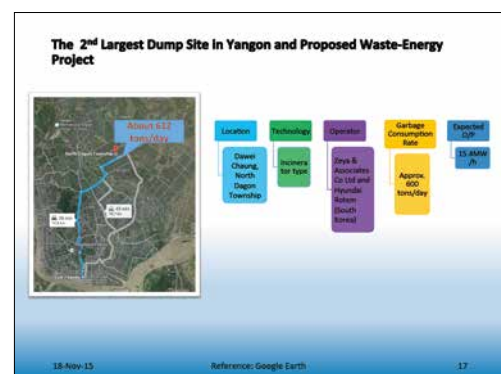 The 2nd Largest Dump Site in Yangon and Proposed Waste-Energy
Project
About 612
tons/day
Location
Dawei
Chaung,
North
Dagon
Township
Technology
Incinera
tor type
Operator
Zeya &
Associates
Co Ltd and
Hyundai
Rotem
(South
Korea)
Garbage
Consumption
Rate
Approx.
600
tons/day
Expected
O/P
15.4MW
/h
18-Nov-15
Reference: Google Earth
17